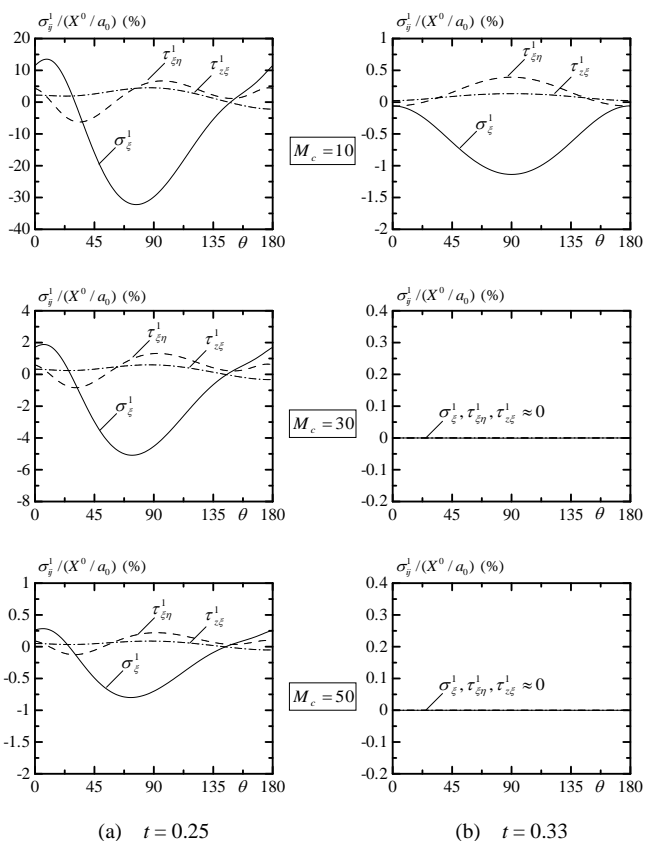 σ¹ᵢⱼ/(X⁰/a₀) (%)
20
10
0
-10
-20
-30
-40
0 45 90 135 θ 180
τ¹ξη
τ¹zξ
σ¹ξ
M_c = 10
σ¹ᵢⱼ/(X⁰/a₀) (%)
1
0.5
0
-0.5
-1
-1.5
-2
0 45 90 135 θ 180
τ¹ξη
τ¹zξ
σ¹ξ
σ¹ᵢⱼ/(X⁰/a₀) (%)
4
2
0
-2
-4
-6
-8
0 45 90 135 θ 180
τ¹ξη
τ¹zξ
σ¹ξ
M_c = 30
σ¹ᵢⱼ/(X⁰/a₀) (%)
0.4
0.3
0.2
0.1
0
-0.1
-0.2
0 45 90 135 θ 180
σ¹ξ, τ¹ξη, τ¹zξ ≈ 0
σ¹ᵢⱼ/(X⁰/a₀) (%)
1
0.5
0
-0.5
-1
-1.5
-2
0 45 90 135 θ 180
τ¹ξη
τ¹zξ
σ¹ξ
M_c = 50
σ¹ᵢⱼ/(X⁰/a₀) (%)
0.4
0.3
0.2
0.1
0
-0.1
-0.2
0 45 90 135 θ 180
σ¹ξ, τ¹ξη, τ¹zξ ≈ 0
(a) t = 0.25
(b) t = 0.33